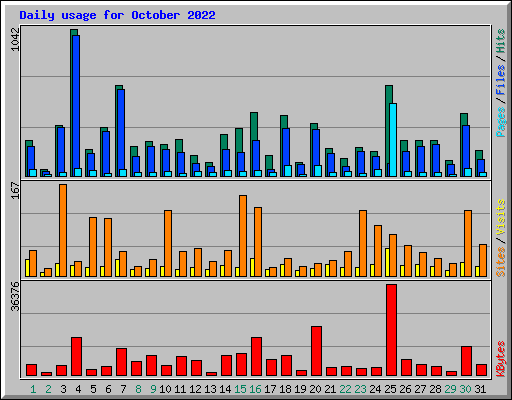 Daily usage for October 2022
1042
Pages / Files / Hits
167
Sites / Visits
36376
KBytes
1 2 3 4 5 6 7 8 9 10 11 12 13 14 15 16 17 18 19 20 21 22 23 24 25 26 27 28 29 30 31